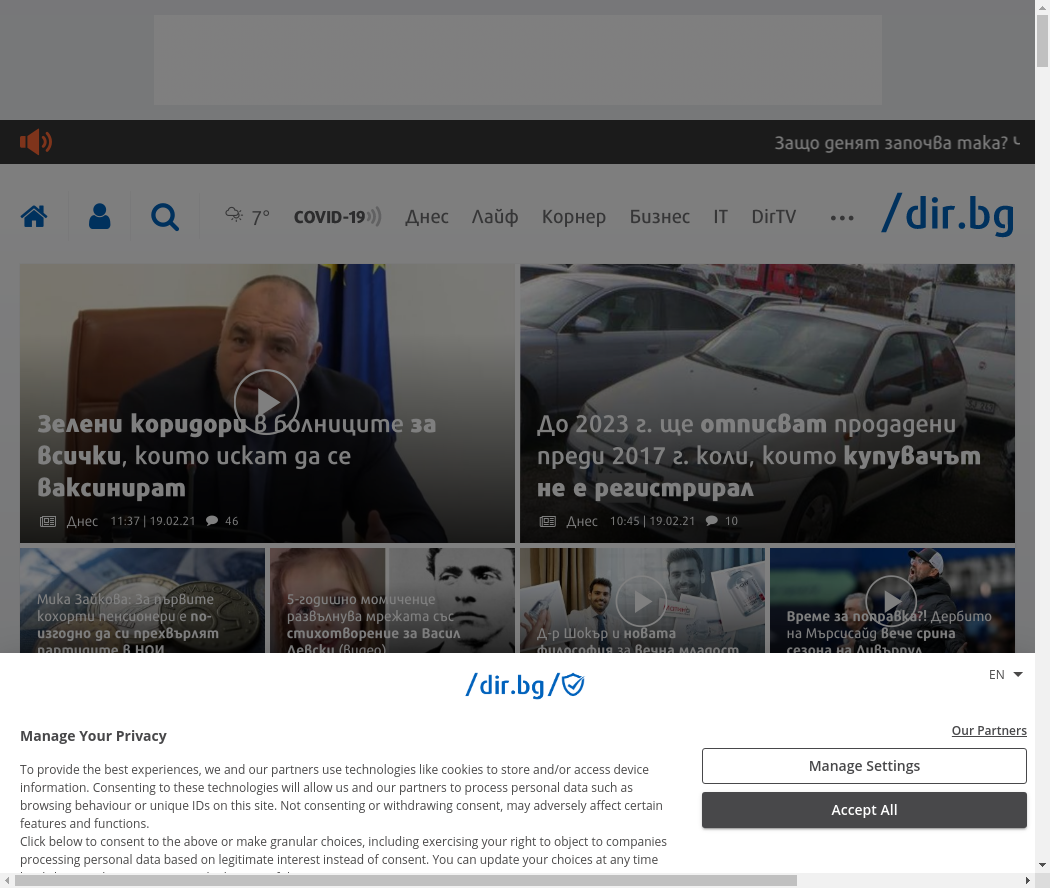 Защо денят започва така?
7°
COVID-19
Днес
Лайф
Корнер
Бизнес
IT
DirTV
/dir.bg
Зелени коридори в болниците за
всички, които искат да се
ваксинират
Днес 11:37 | 19.02.21 46
До 2023 г. ще отписват продадени
преди 2017 г. коли, които купувачът
не е регистрирал
Днес 10:45 | 19.02.21 10
Мика Зайкова: За първите
кохорти пенсионери е по-
изгодно да си прехвърлят
партидите в НОИ
5-годишно момиченце
развълнува мрежата със
стихотворение за Васил
Левски (видео)
Д-р Шокър и новата
философия за вечна младост
Време за поправка?! Дербито
на Мърсисайд вече срина
сезона на Ливърпул
/dir.bg/
EN
Manage Your Privacy
Our Partners
To provide the best experiences, we and our partners use technologies like cookies to store and/or access device
information. Consenting to these technologies will allow us and our partners to process personal data such as
browsing behaviour or unique IDs on this site. Not consenting or withdrawing consent, may adversely affect certain
features and functions.
Click below to consent to the above or make granular choices, including exercising your right to object to companies
processing personal data based on legitimate interest instead of consent. You can update your choices at any time
Manage Settings
Accept All